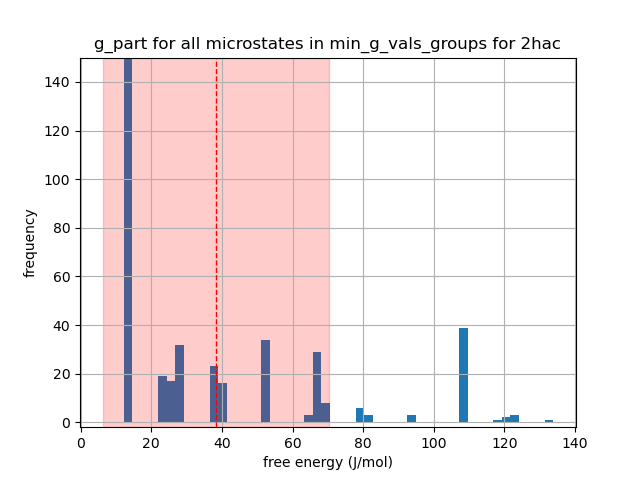 g_part for all microstates in min_g_vals_groups for 2hac
140
120
100
80
60
40
20
0
frequency
0 20 40 60 80 100 120 140
free energy (J/mol)